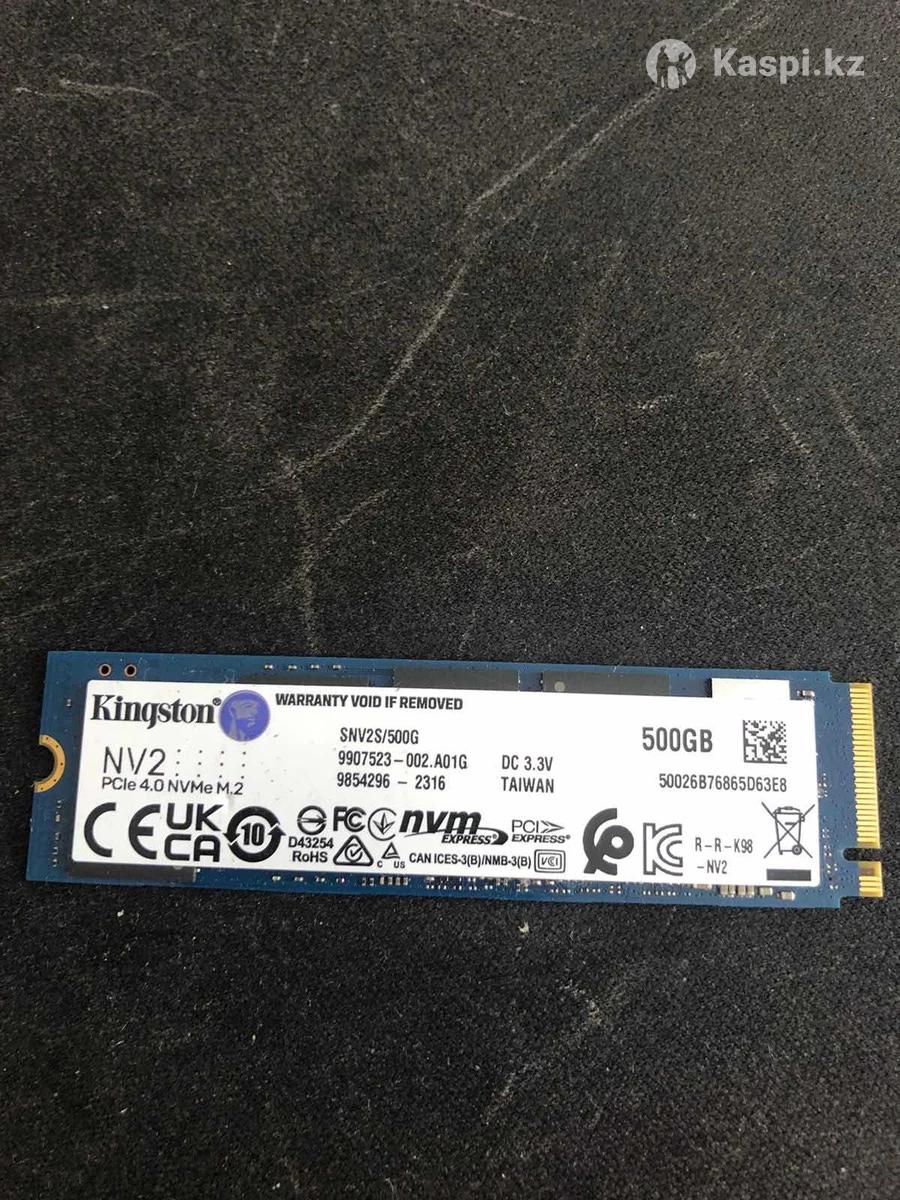 Kaspi.kz
Kingston®
WARRANTY VOID IF REMOVED
NV2
PCIe 4.0 NVMe M.2
SNV2S/500G
9907523-002.A01G
DC 3.3V
9854296 - 2316
TAIWAN
500GB
50026B76865D63E8
CE
UK
CA
10
D43254
RoHS
FC
nvm
EXPRESS
PCI
EXPRESS®
C US
CAN ICES-3(B)/NMB-3(B)
VCI
R-R-K98
-NV2